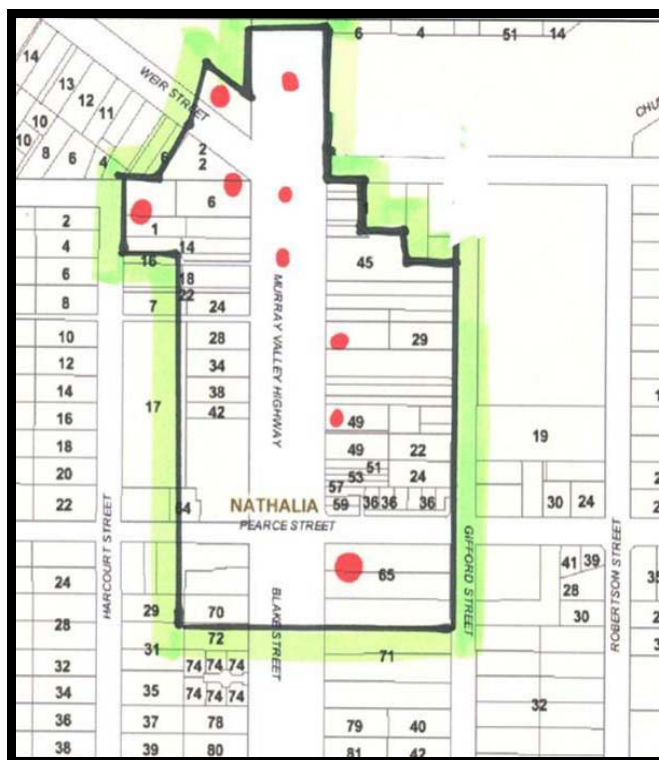 6 4 51 14
14
WEIR STREET
13
12
11
10
10
8 6 4 6
2
2
CHU
6
2
1
4
14
16
45
6
18
22
8 7 24
MURRAY VALLEY HIGHWAY
10 28 29
12 34
14 38
17 42
16 49
19
18 49 22
51
20 53 24
57
22 64 59 36 36 36 30 24
NATHALIA
PEARCE STREET
HARCOURT STREET
GIFFORD STREET
ROBERTSON STREET
41 39
65 35
24 28
BLAKE STREET
29 70 30
28
72
31
71
32 74 74 74
34 35 74 74 74 32
36 37 78 79 40
38 39 80 81 42